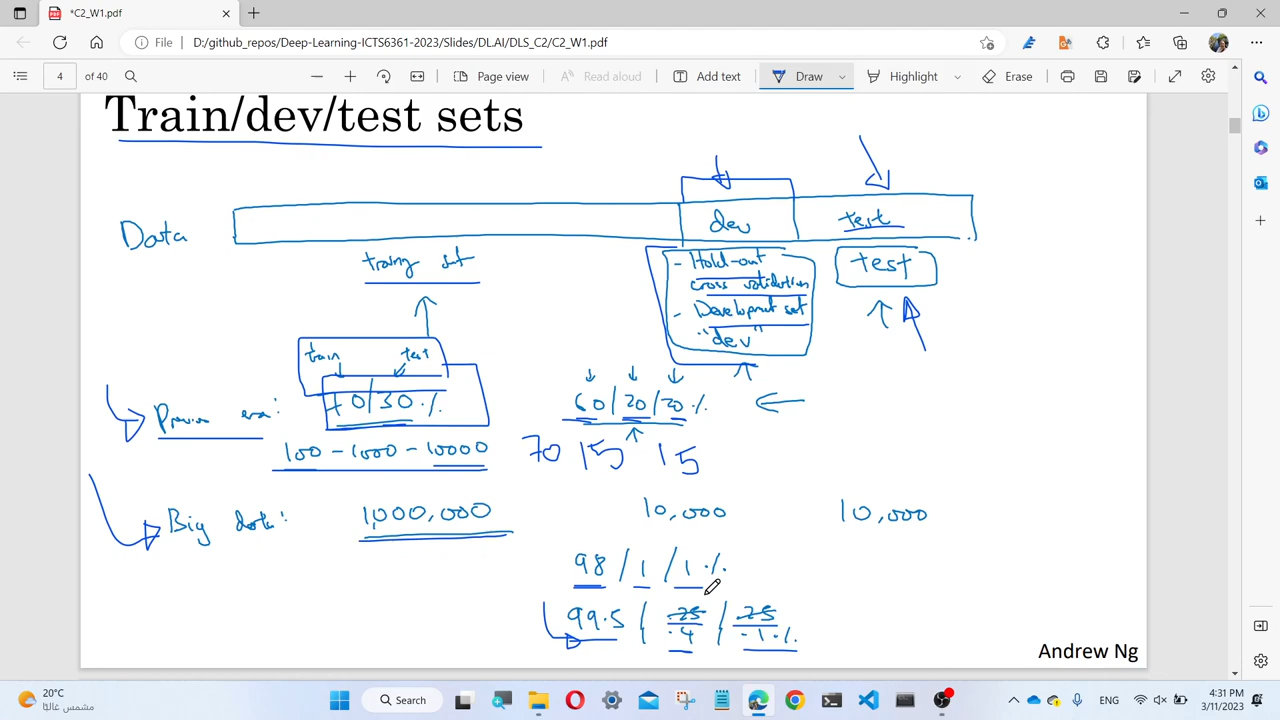 *C2_W1.pdf
File D:/github_repos/Deep-Learning-ICTS6361-2023/Slides/DL.AI/DLS_C2/C2_W1.pdf
4 of 40 Page view Read aloud Add text Draw Highlight Erase
Train/dev/test sets
Data
dev
test
training set
- Hold-out
cross validation
- Development set
"dev"
test
train test
Previous era: 70/30 % 60/20/20 %
100 - 1000 - 10000
70 15 15
Big data: 1,000,000 10,000 10,000
98 / 1 / 1 %
99.5 / .25 / .25
.4 .1 %
Andrew Ng
20°C
مشمس غالبًا
Search
ENG
4:31 PM
3/11/2023